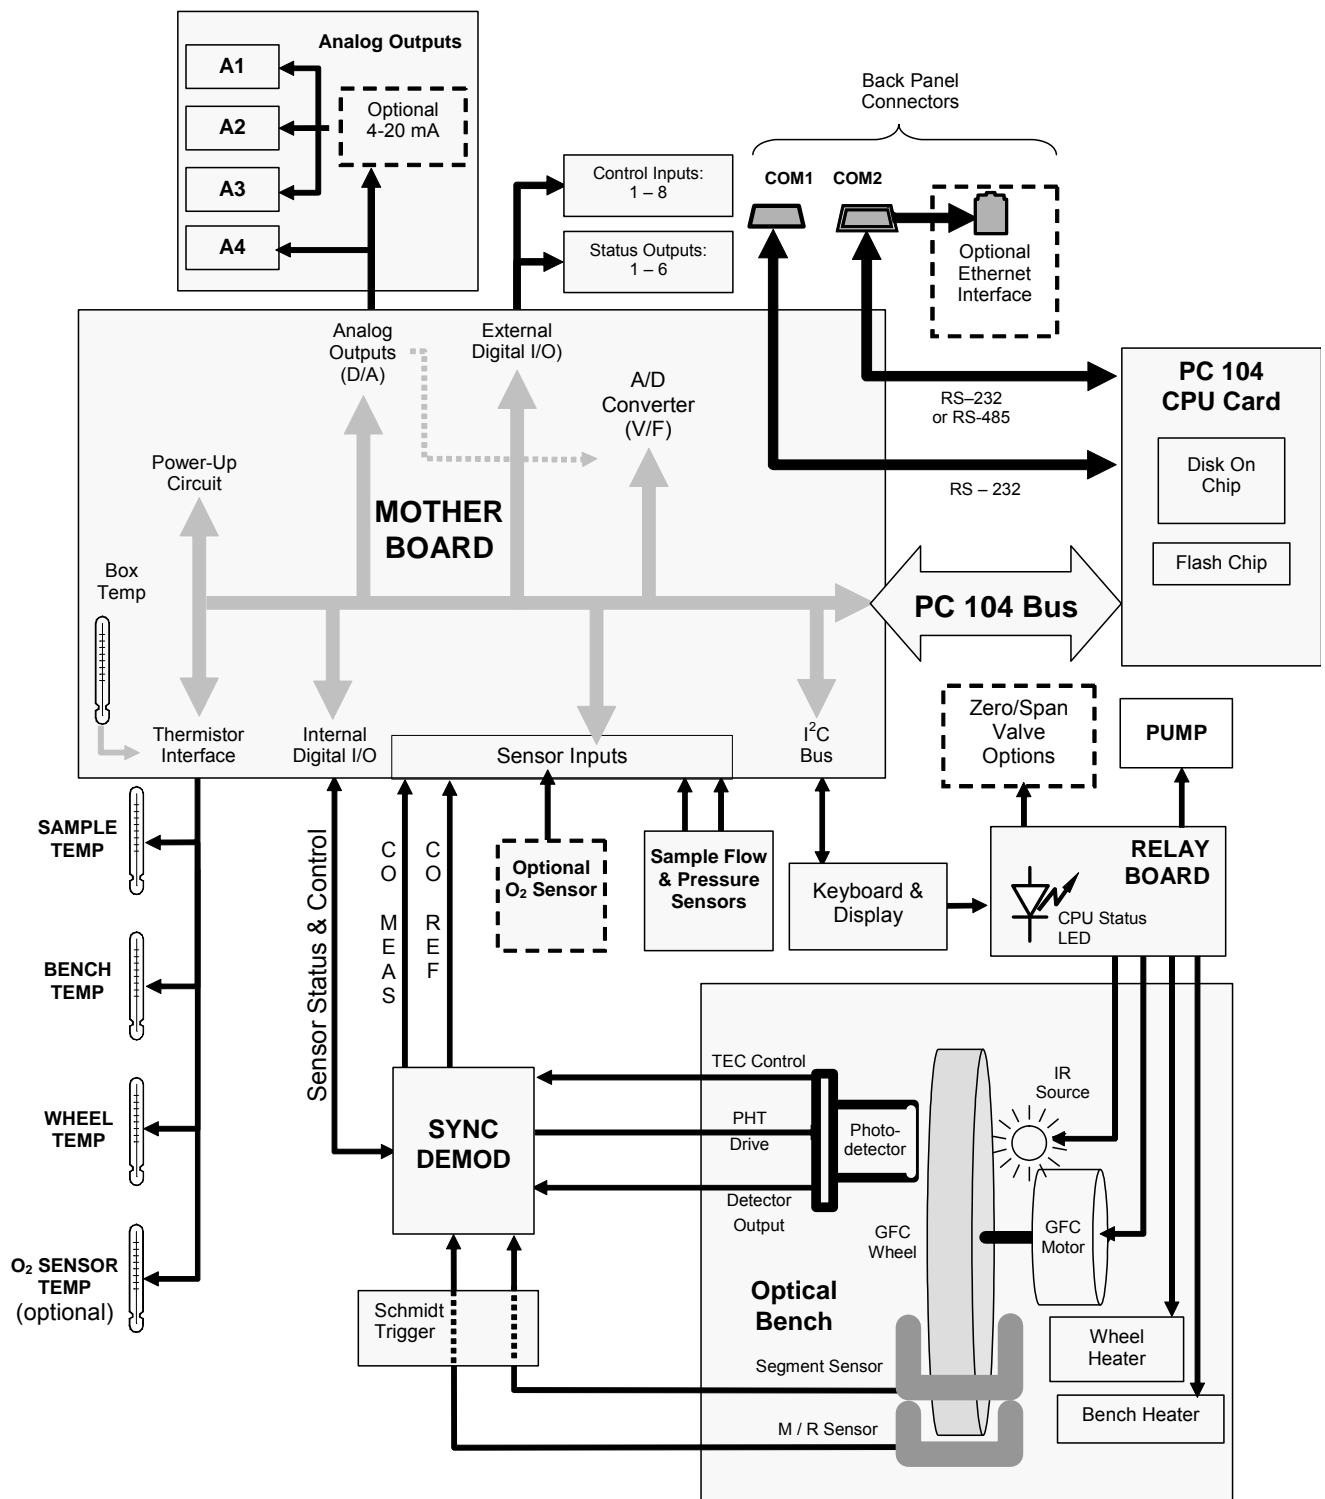 Analog Outputs
A1
A2
A3
A4
Optional
4-20 mA
Back Panel
Connectors
Control Inputs:
1 – 8
Status Outputs:
1 – 6
COM1
COM2
Optional
Ethernet
Interface
Analog
Outputs
(D/A)
External
Digital I/O)
A/D
Converter
(V/F)
RS–232
or RS-485
PC 104
CPU Card
Disk On
Chip
Flash Chip
Power-Up
Circuit
MOTHER
BOARD
RS – 232
Box
Temp
PC 104 Bus
Thermistor
Interface
Internal
Digital I/O
Sensor Inputs
I²C
Bus
Zero/Span
Valve
Options
PUMP
SAMPLE
TEMP
Sensor Status & Control
CO MEAS
CO REF
Optional
O₂ Sensor
Sample Flow
& Pressure
Sensors
Keyboard &
Display
RELAY
BOARD
CPU Status
LED
BENCH
TEMP
WHEEL
TEMP
O₂ SENSOR
TEMP
(optional)
SYNC
DEMOD
TEC Control
PHT
Drive
Detector
Output
Photo-
detector
IR
Source
GFC
Wheel
GFC
Motor
Optical
Bench
Schmidt
Trigger
Segment Sensor
M / R Sensor
Wheel
Heater
Bench Heater